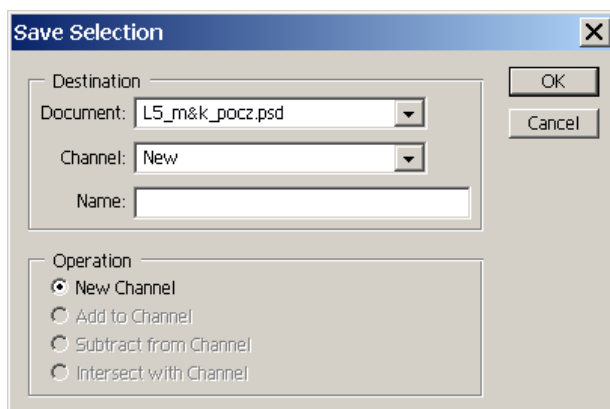 Save Selection
Destination
Document: L5_m&k_pocz.psd
Channel: New
Name:
OK
Cancel
Operation
New Channel
Add to Channel
Subtract from Channel
Intersect with Channel